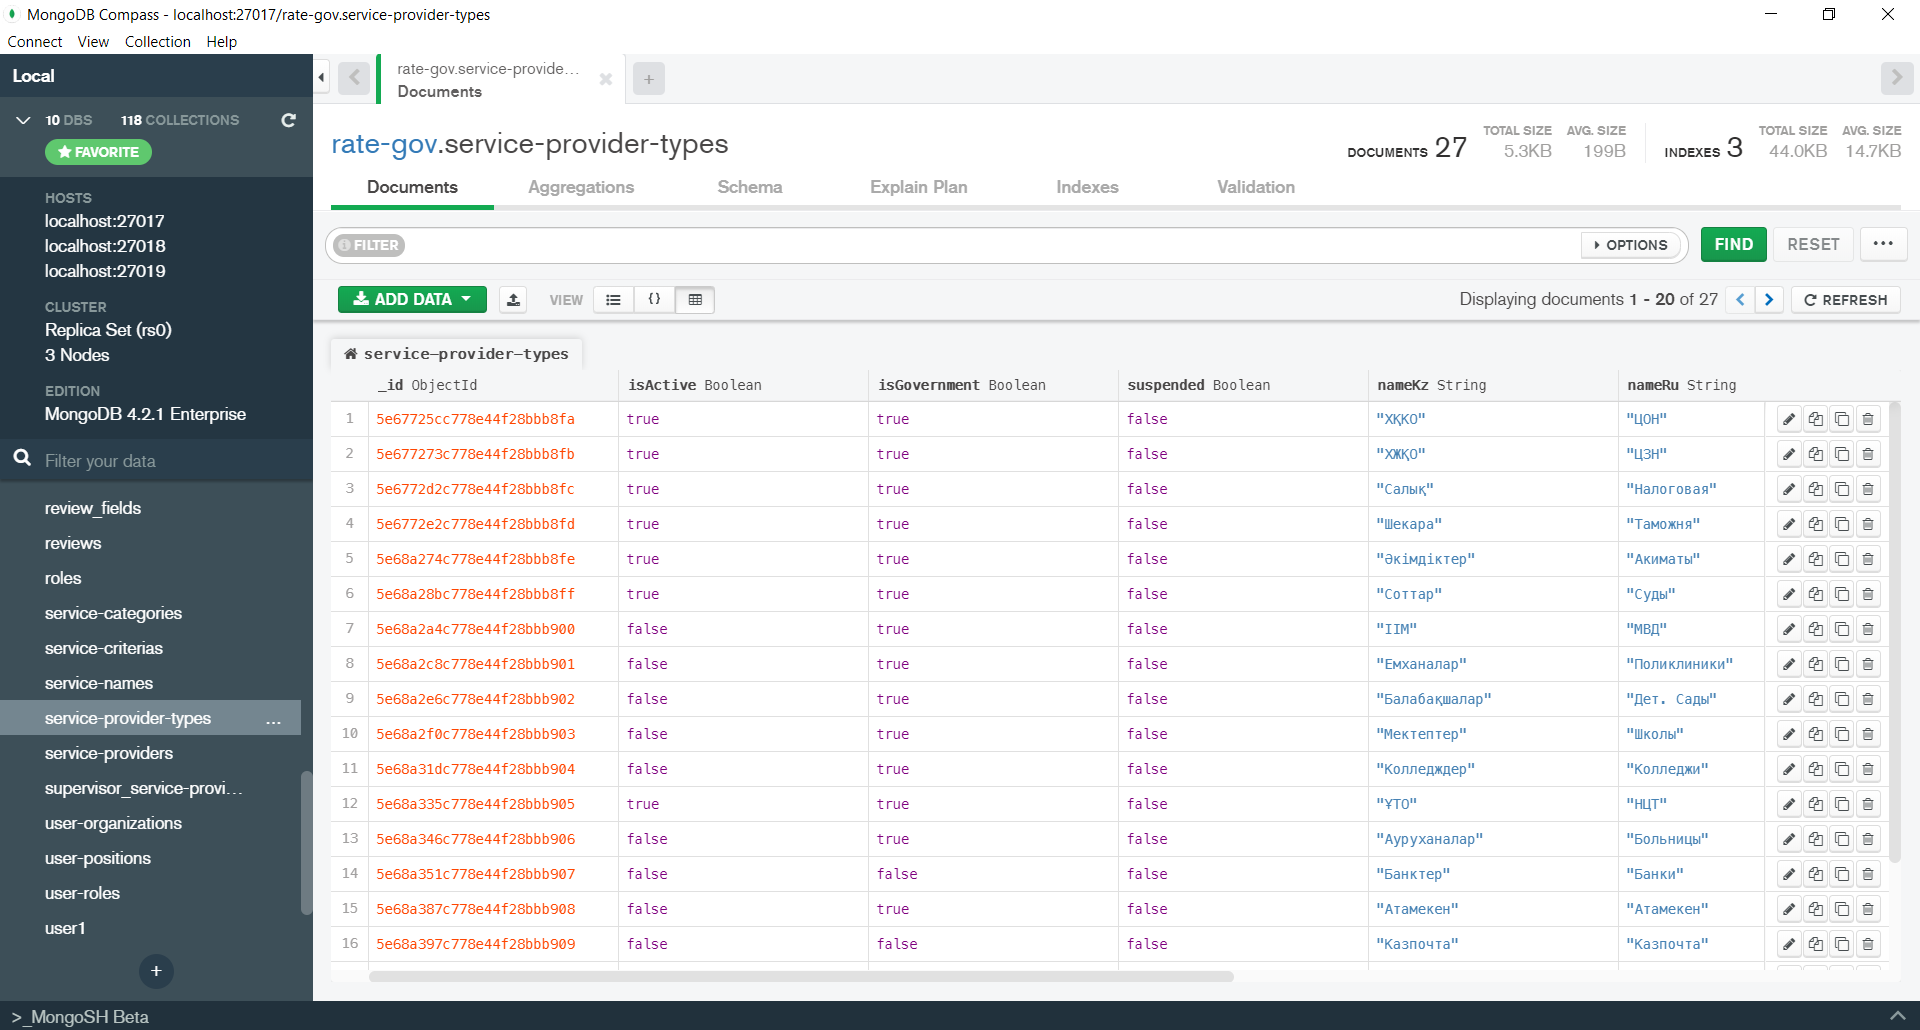 MongoDB Compass - localhost:27017/rate-gov.service-provider-types
Connect View Collection Help
Local
10 DBS 118 COLLECTIONS
FAVORITE
HOSTS
localhost:27017
localhost:27018
localhost:27019
CLUSTER
Replica Set (rs0)
3 Nodes
EDITION
MongoDB 4.2.1 Enterprise
Filter your data
review_fields
reviews
roles
service-categories
service-criterias
service-names
service-provider-types ...
service-providers
supervisor_service-provi...
user-organizations
user-positions
user-roles
user1
+
>_MongoSH Beta
rate-gov.service-provide...
Documents
+
rate-gov.service-provider-types
DOCUMENTS 27 TOTAL SIZE 5.3KB AVG. SIZE 199B INDEXES 3 TOTAL SIZE 44.0KB AVG. SIZE 14.7KB
Documents Aggregations Schema Explain Plan Indexes Validation
FILTER OPTIONS FIND RESET ...
ADD DATA VIEW {} Displaying documents 1 - 20 of 27 < > REFRESH
service-provider-types
_id ObjectId isActive Boolean isGovernment Boolean suspended Boolean nameKz String nameRu String
1 5e67725cc778e44f28bbb8fa true true false "ХҚКО" "ЦОН"
2 5e677273c778e44f28bbb8fb true true false "ХЖҚО" "ЦЗН"
3 5e6772d2c778e44f28bbb8fc true true false "Салық" "Налоговая"
4 5e6772e2c778e44f28bbb8fd true true false "Шекара" "Таможня"
5 5e68a274c778e44f28bbb8fe true true false "Әкімдіктер" "Акиматы"
6 5e68a28bc778e44f28bbb8ff true true false "Соттар" "Суды"
7 5e68a2a4c778e44f28bbb900 false true false "ІІМ" "МВД"
8 5e68a2c8c778e44f28bbb901 false true false "Емханалар" "Поликлиники"
9 5e68a2e6c778e44f28bbb902 false true false "Балабақшалар" "Дет. Сады"
10 5e68a2f0c778e44f28bbb903 false true false "Мектептер" "Школы"
11 5e68a31dc778e44f28bbb904 false true false "Колледждер" "Колледжи"
12 5e68a335c778e44f28bbb905 true true false "ҰТО" "НЦТ"
13 5e68a346c778e44f28bbb906 false true false "Ауруханалар" "Больницы"
14 5e68a351c778e44f28bbb907 false false false "Банктер" "Банки"
15 5e68a387c778e44f28bbb908 false true false "Атамекен" "Атамекен"
16 5e68a397c778e44f28bbb909 false false false "Казпочта" "Казпочта"